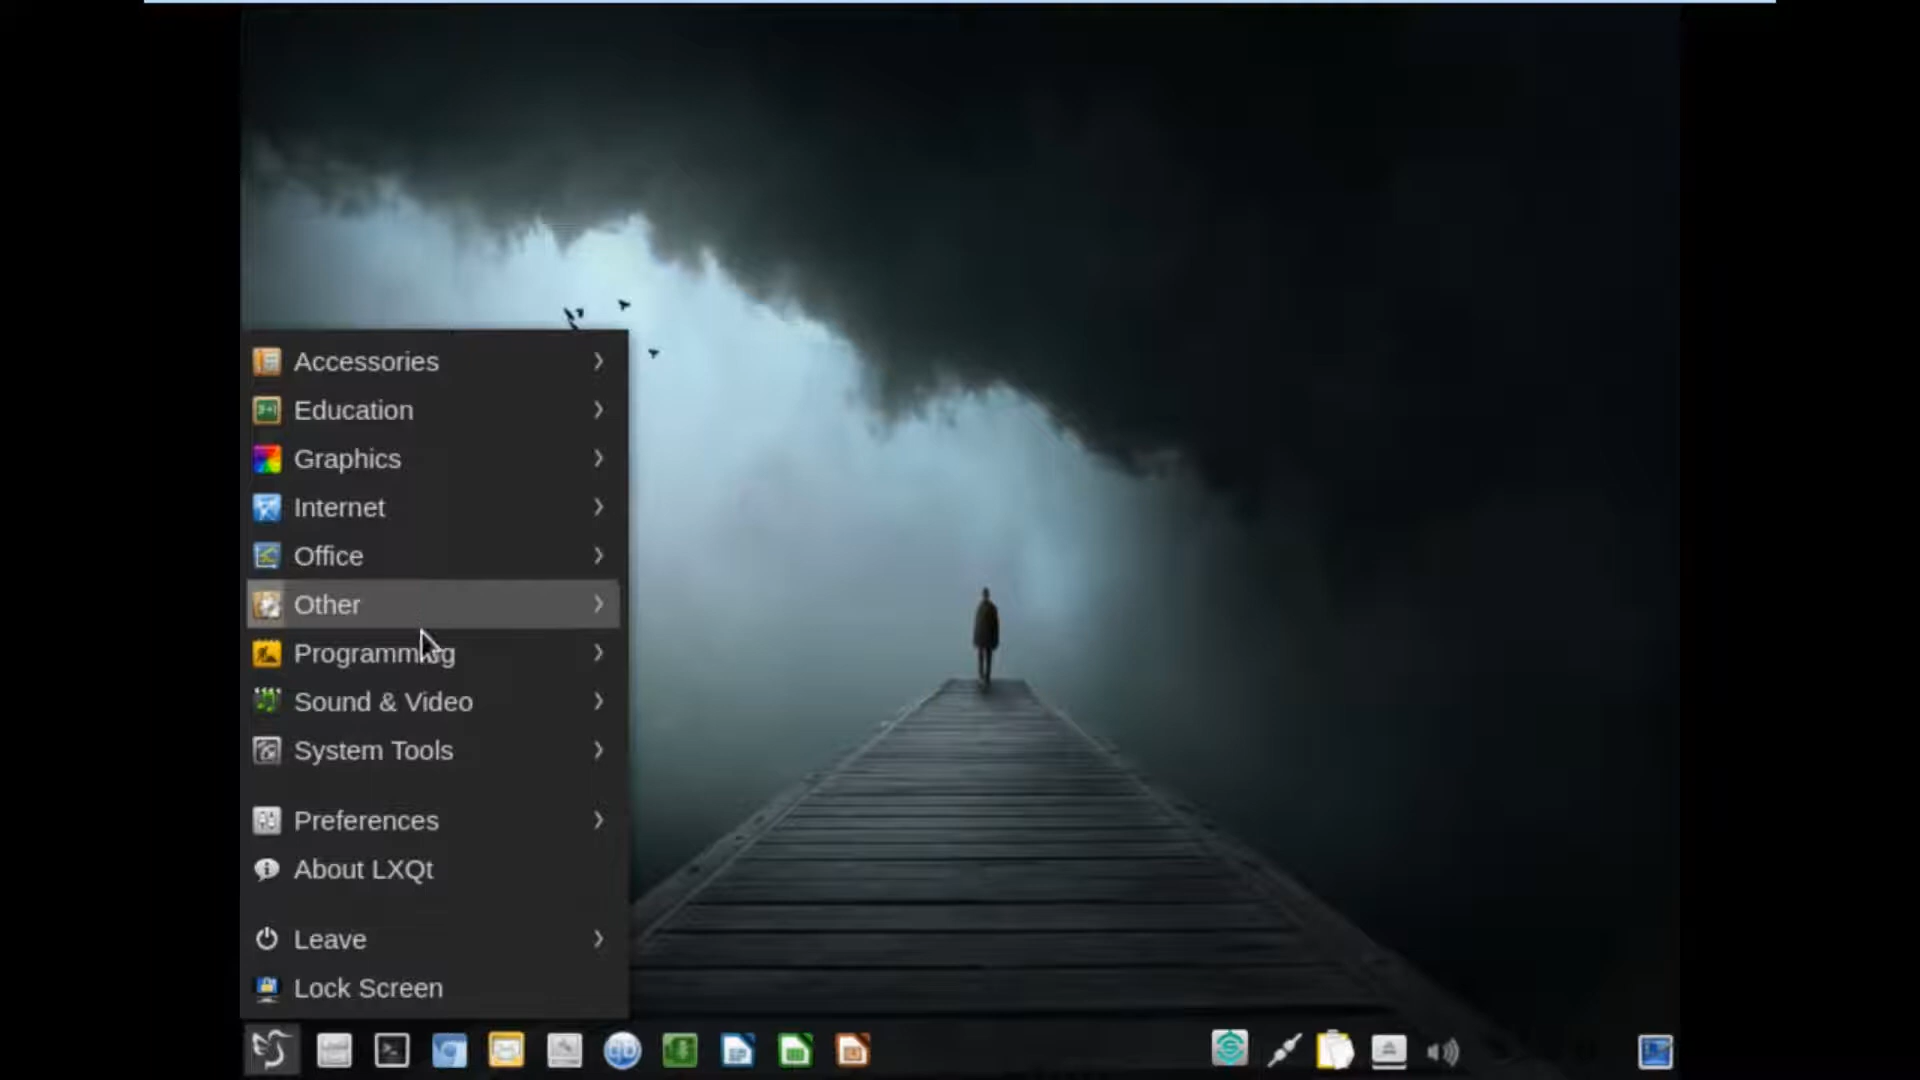 Accessories
Education
Graphics
Internet
Office
Other
Programming
Sound & Video
System Tools
Preferences
About LXQt
Leave
Lock Screen